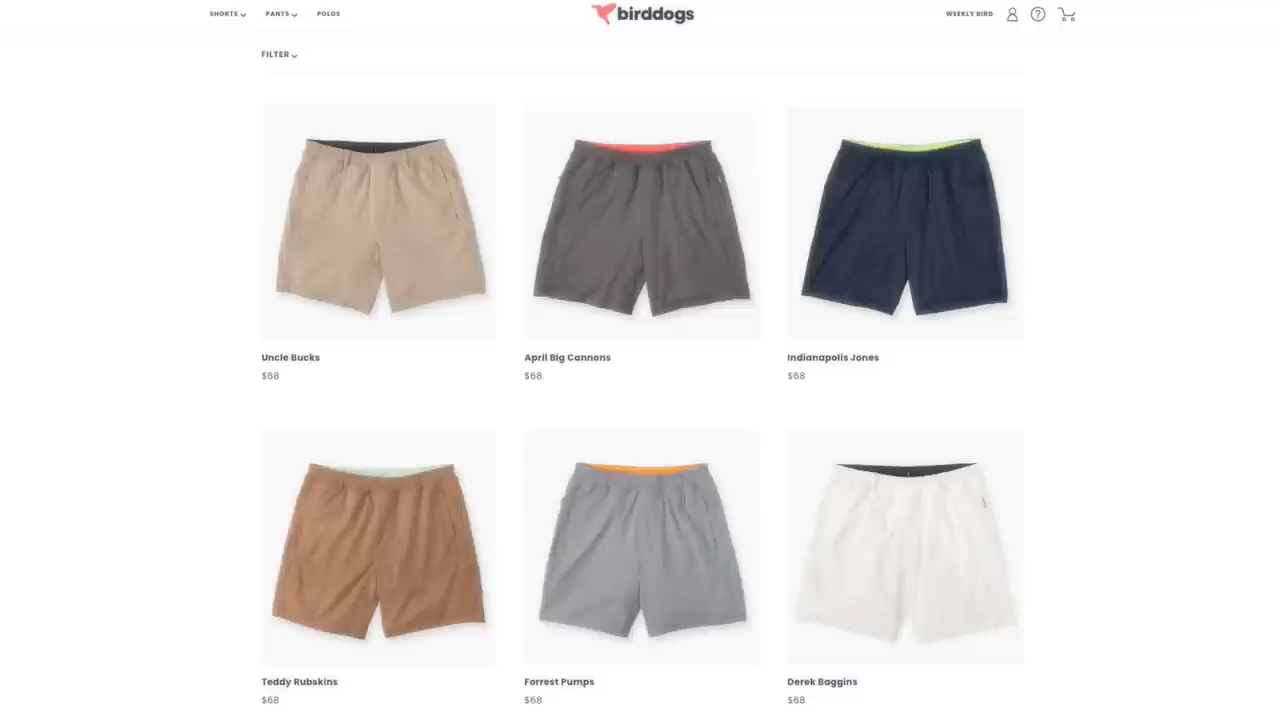 SHORTS PANTS POLOS birddogs WEEKLY BIRD ?
FILTER
Uncle Bucks April Big Cannons Indianapolis Jones
$68 $68 $68
Teddy Rubskins Forrest Pumps Derek Baggins
$68 $68 $68